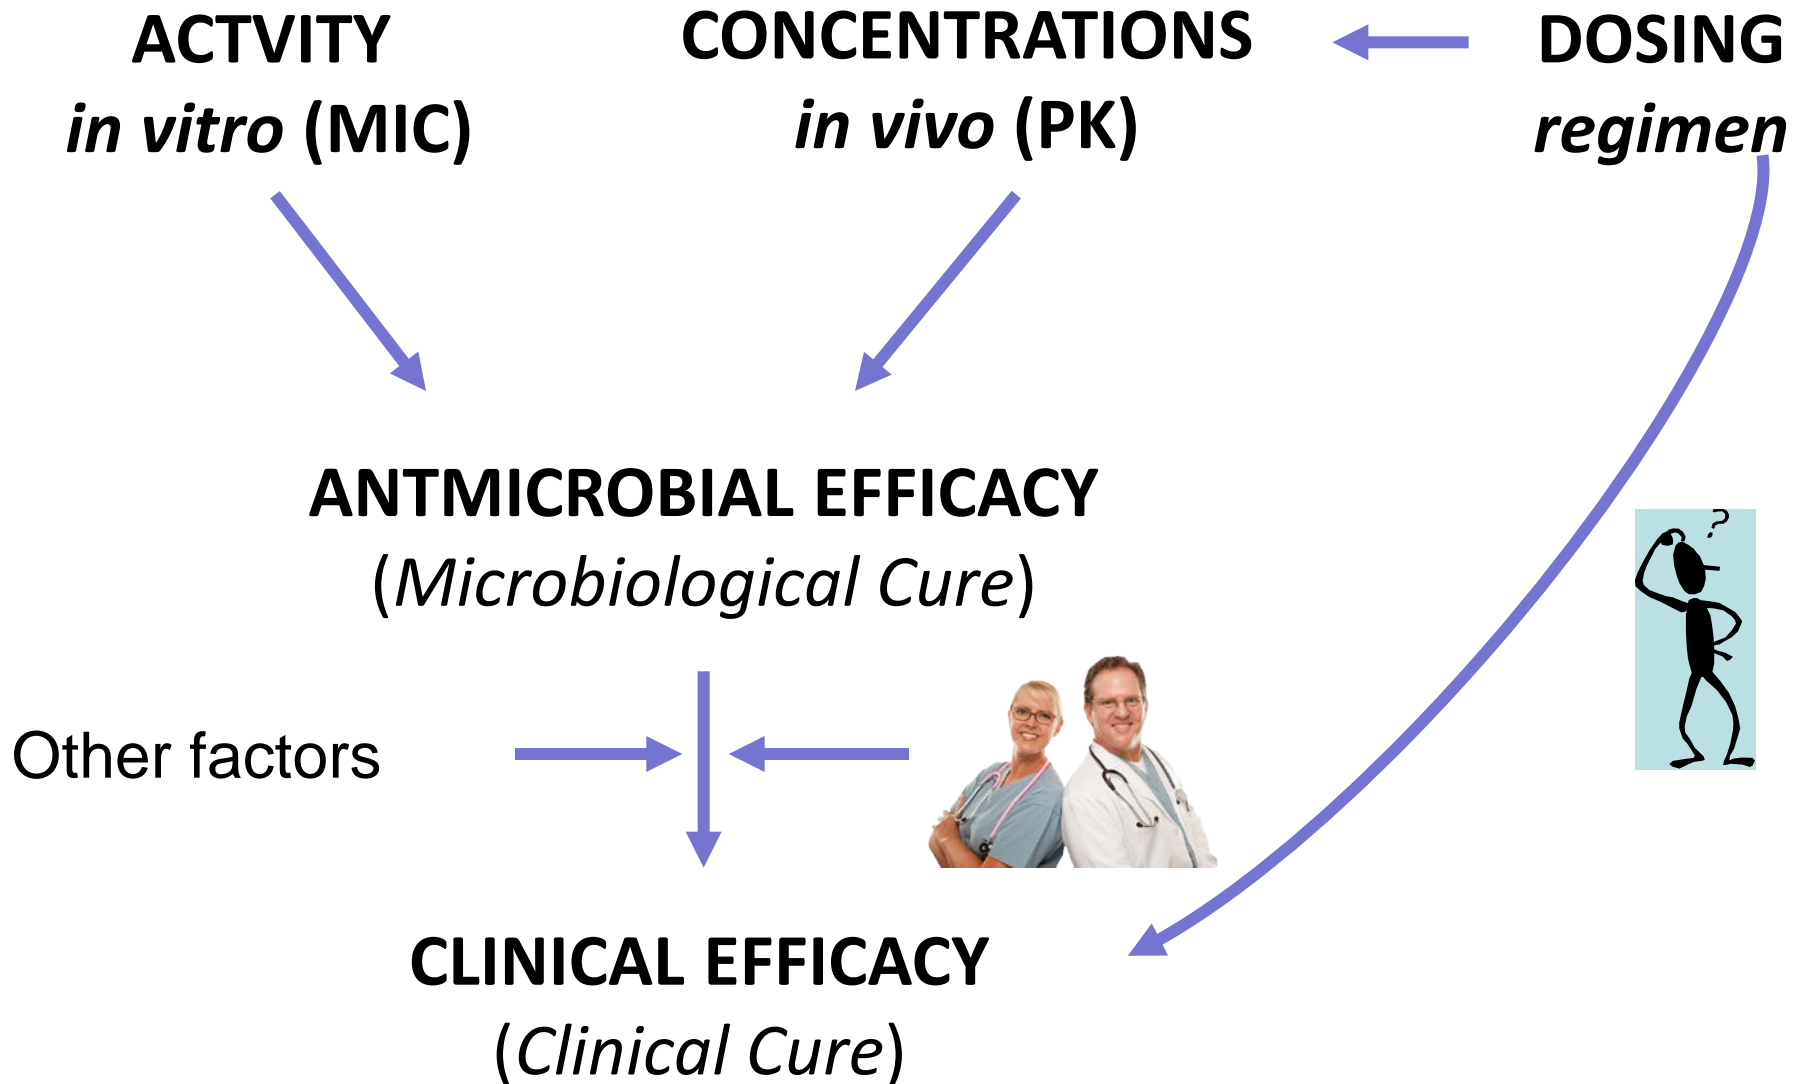 ACTVITY
in vitro (MIC)
CONCENTRATIONS
in vivo (PK)
DOSING
regimen
ANTMICROBIAL EFFICACY
(Microbiological Cure)
?
Other factors
CLINICAL EFFICACY
(Clinical Cure)